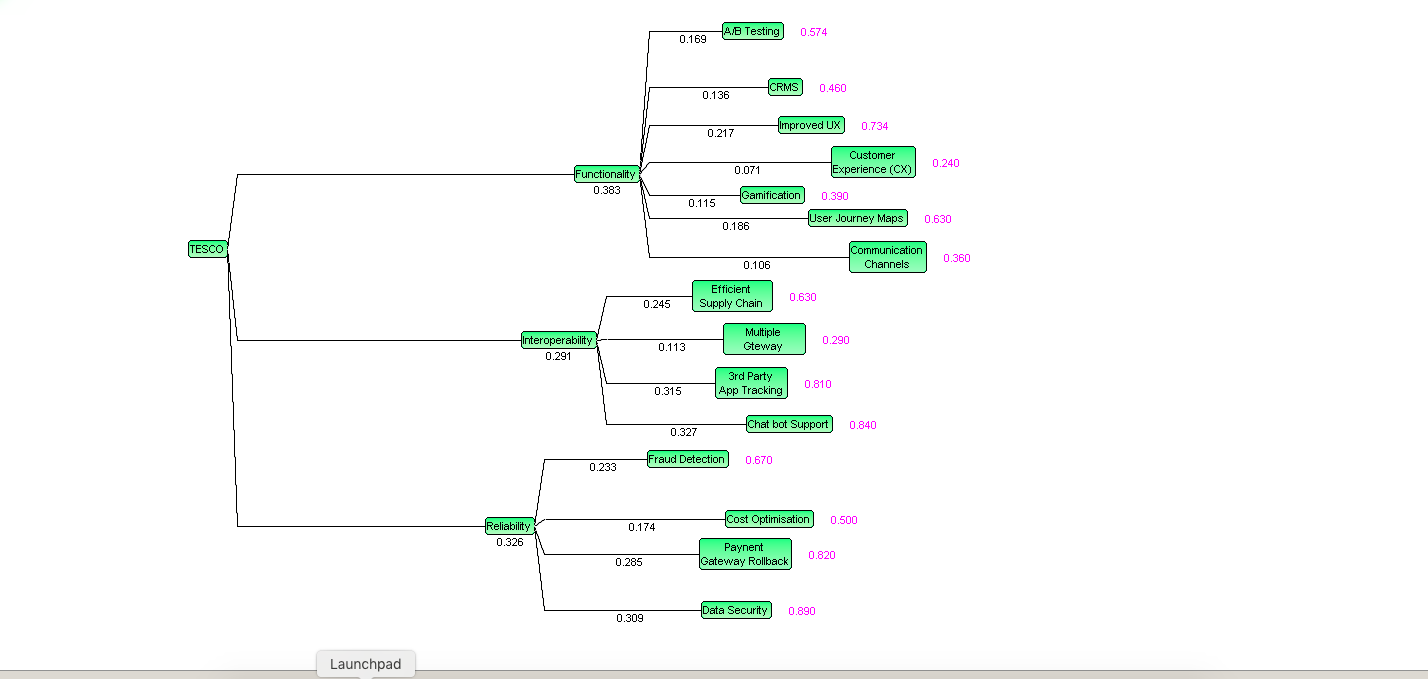 A/B Testing 0.574
0.169
CRMS 0.460
0.136
Improved UX 0.734
0.217
Customer
Experience (CX) 0.240
0.071
Functionality
0.383
Gamification 0.390
0.115
User Journey Maps 0.630
0.186
TESCO
Communication
Channels 0.360
0.106
Efficient
Supply Chain 0.630
0.245
Multiple
Gteway 0.290
0.113
Interoperability
0.291
3rd Party
App Tracking 0.810
0.315
Chat bot Support 0.840
0.327
Fraud Detection 0.670
0.233
Cost Optimisation 0.500
0.174
Reliability
0.326
Paynent
Gateway Rollback 0.820
0.285
Data Security 0.890
0.309
Launchpad